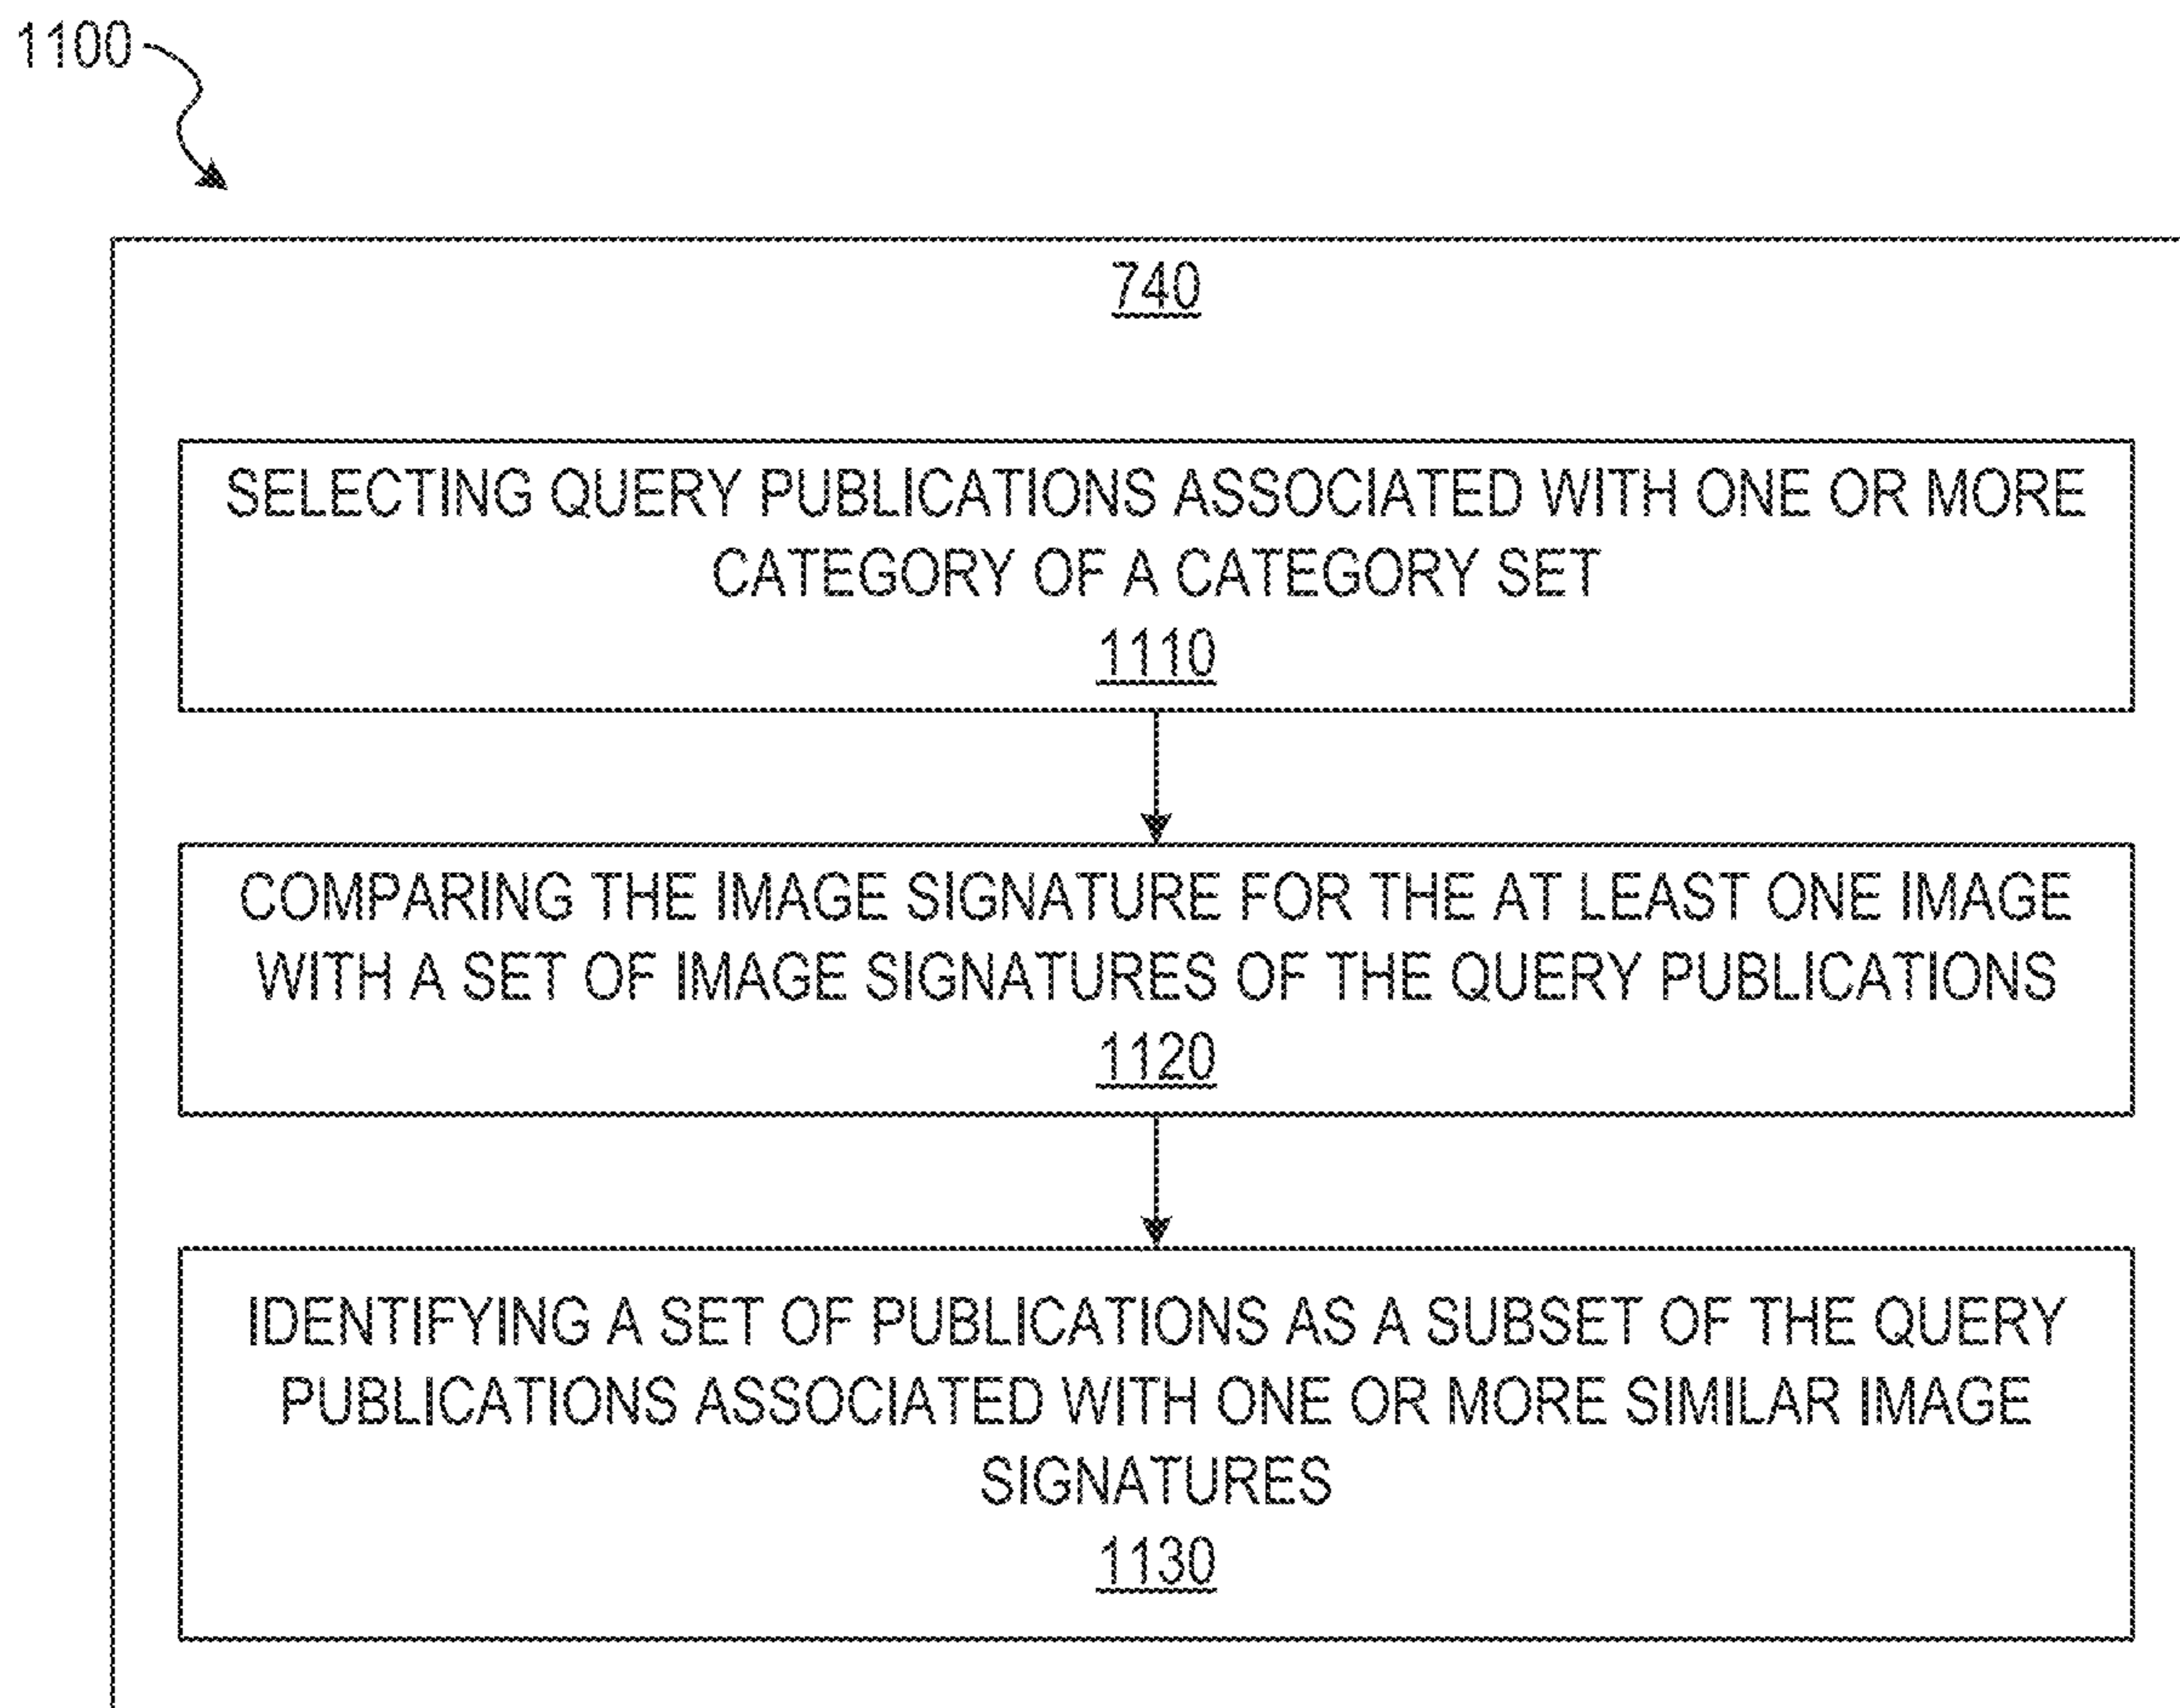 1100
740
SELECTING QUERY PUBLICATIONS ASSOCIATED WITH ONE OR MORE
CATEGORY OF A CATEGORY SET
1110
COMPARING THE IMAGE SIGNATURE FOR THE AT LEAST ONE IMAGE
WITH A SET OF IMAGE SIGNATURES OF THE QUERY PUBLICATIONS
1120
IDENTIFYING A SET OF PUBLICATIONS AS A SUBSET OF THE QUERY
PUBLICATIONS ASSOCIATED WITH ONE OR MORE SIMILAR IMAGE
SIGNATURES
1130